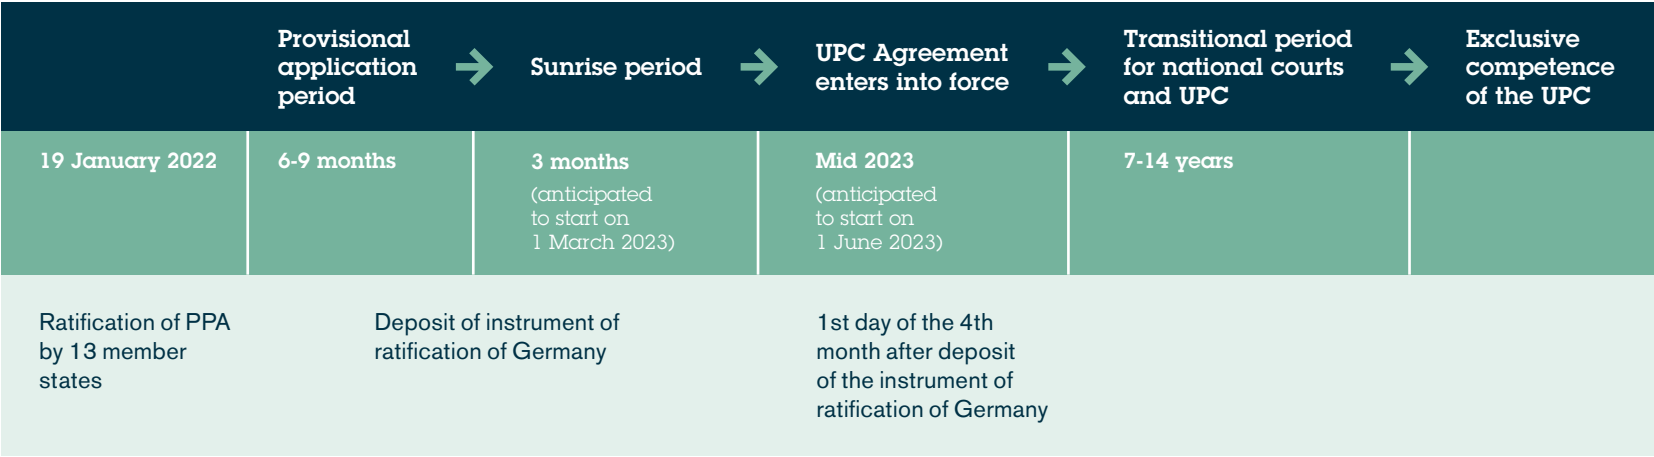 Provisional
application
period
Sunrise period
UPC Agreement
enters into force
Transitional period
for national courts
and UPC
Exclusive
competence
of the UPC
19 January 2022
6-9 months
3 months
(anticipated
to start on
1 March 2023)
Mid 2023
(anticipated
to start on
1 June 2023)
7-14 years
Ratification of PPA
by 13 member
states
Deposit of instrument of
ratification of Germany
1st day of the 4th
month after deposit
of the instrument of
ratification of Germany